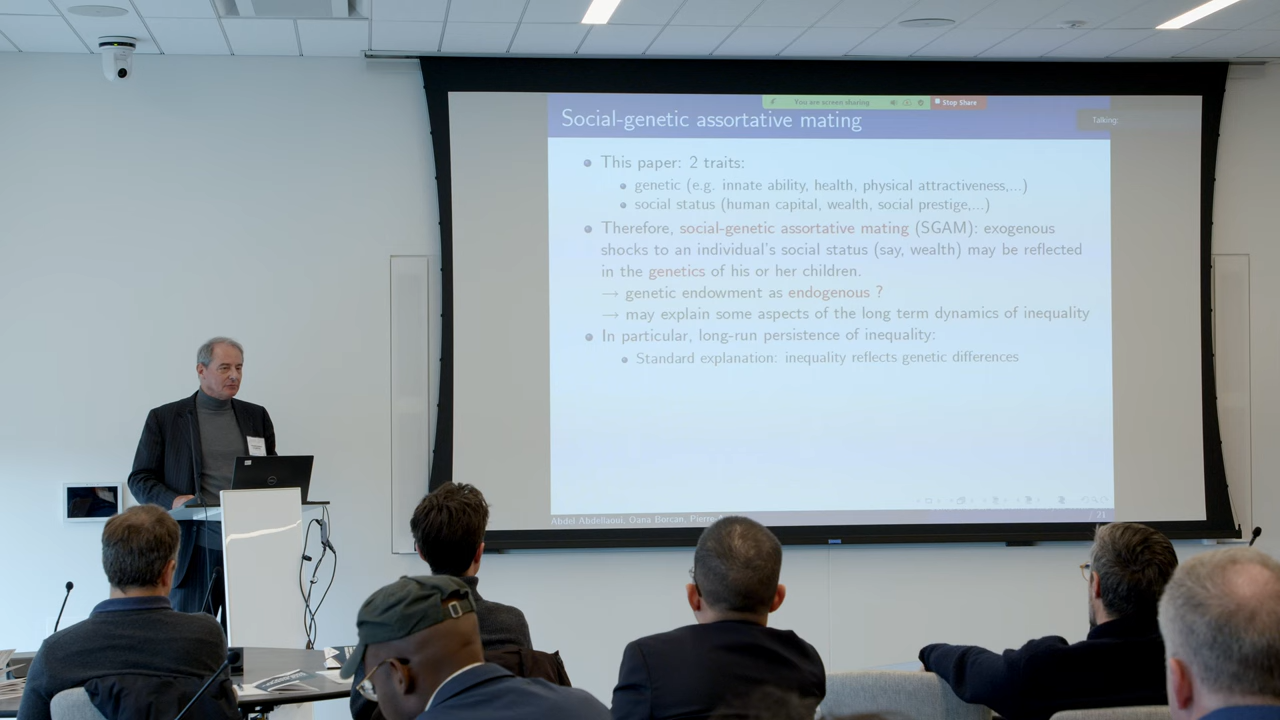 You are screen sharing
Stop Share
Social-genetic assortative mating
Talking:
This paper: 2 traits:
genetic (e.g. innate ability, health, physical attractiveness,...)
social status (human capital, wealth, social prestige,...)
Therefore, social-genetic assortative mating (SGAM): exogenous
shocks to an individual's social status (say, wealth) may be reflected
in the genetics of his or her children.
→ genetic endowment as endogenous ?
→ may explain some aspects of the long term dynamics of inequality
In particular, long-run persistence of inequality:
Standard explanation: inequality reflects genetic differences
Abdel Abdellaoui, Oana Borcan, Pierre
/ 21
DELL